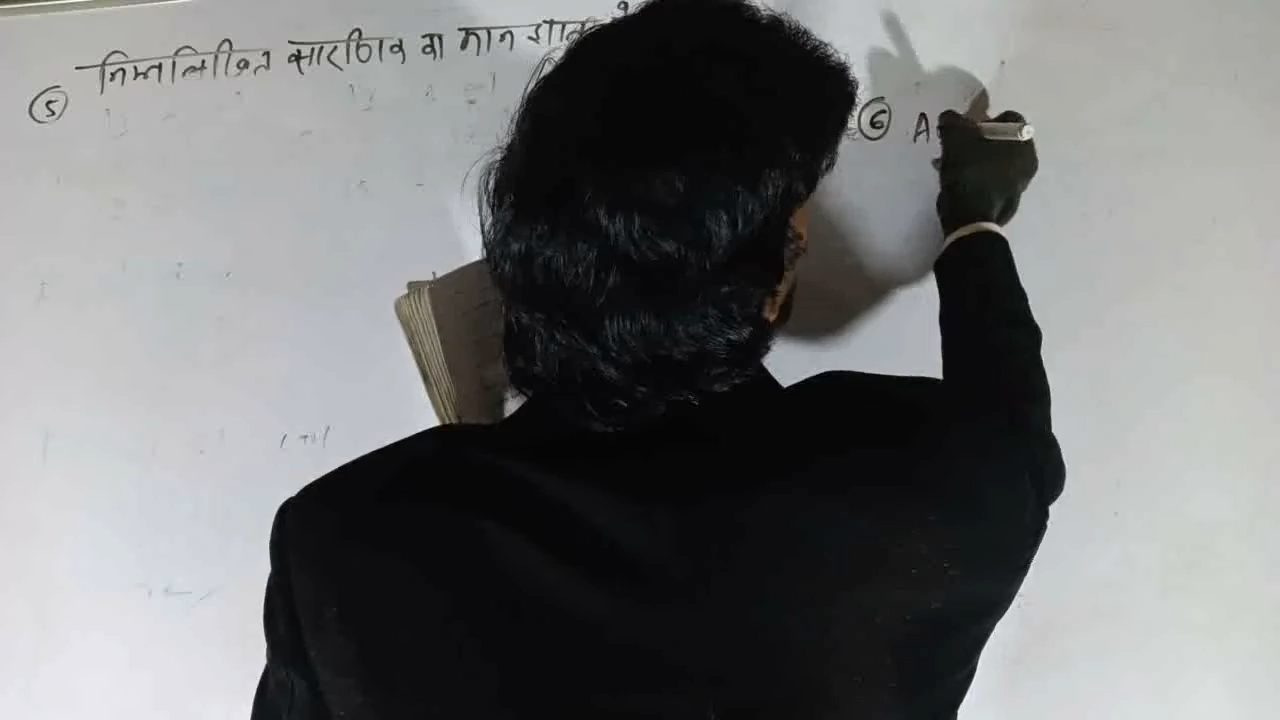 ⑤ निम्नलिखित सारणिक का मान ज्ञात
⑥ A